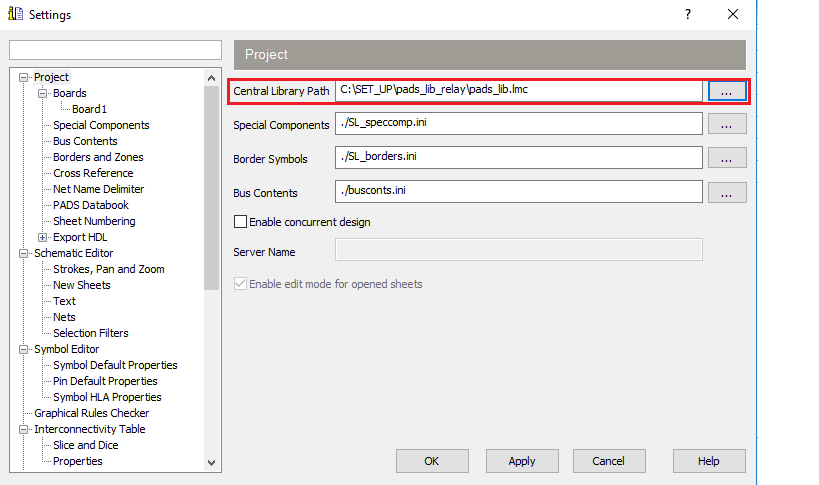 Settings
?
Project
Boards
Board1
Special Components
Bus Contents
Borders and Zones
Cross Reference
Net Name Delimiter
PADS Databook
Sheet Numbering
Export HDL
Schematic Editor
Strokes, Pan and Zoom
New Sheets
Text
Nets
Selection Filters
Symbol Editor
Symbol Default Properties
Pin Default Properties
Symbol HLA Properties
Graphical Rules Checker
Interconnectivity Table
Slice and Dice
Properties
Project
Central Library Path C:\SET_UP\pads_lib_relay\pads_lib.lmc ...
Special Components ./SL_speccomp.ini ...
Border Symbols ./SL_borders.ini ...
Bus Contents ./busconts.ini ...
Enable concurrent design
Server Name
Enable edit mode for opened sheets
OK Apply Cancel Help